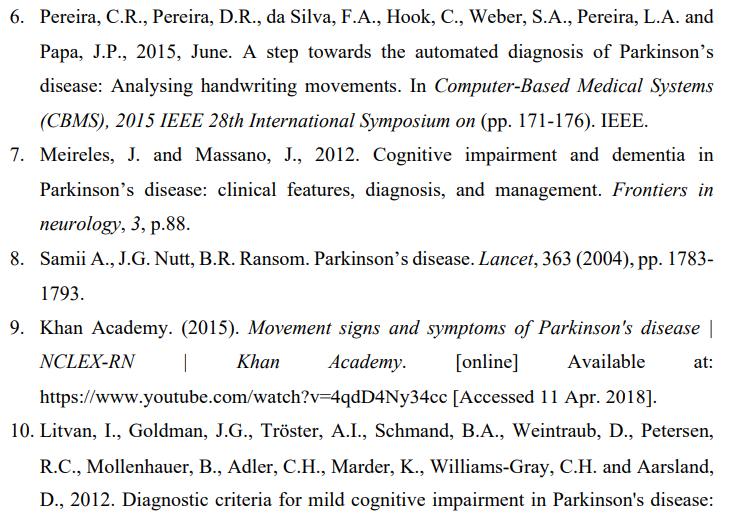 6. Pereira, C.R., Pereira, D.R., da Silva, F.A., Hook, C., Weber, S.A., Pereira, L.A. and
Papa, J.P., 2015, June. A step towards the automated diagnosis of Parkinson’s
disease: Analysing handwriting movements. In Computer-Based Medical Systems
(CBMS), 2015 IEEE 28th International Symposium on (pp. 171-176). IEEE.
7. Meireles, J. and Massano, J., 2012. Cognitive impairment and dementia in
Parkinson’s disease: clinical features, diagnosis, and management. Frontiers in
neurology, 3, p.88.
8. Samii A., J.G. Nutt, B.R. Ransom. Parkinson’s disease. Lancet, 363 (2004), pp. 1783-
1793.
9. Khan Academy. (2015). Movement signs and symptoms of Parkinson's disease |
NCLEX-RN | Khan Academy. [online] Available at:
https://www.youtube.com/watch?v=4qdD4Ny34cc [Accessed 11 Apr. 2018].
10. Litvan, I., Goldman, J.G., Tröster, A.I., Schmand, B.A., Weintraub, D., Petersen,
R.C., Mollenhauer, B., Adler, C.H., Marder, K., Williams-Gray, C.H. and Aarsland,
D., 2012. Diagnostic criteria for mild cognitive impairment in Parkinson's disease: